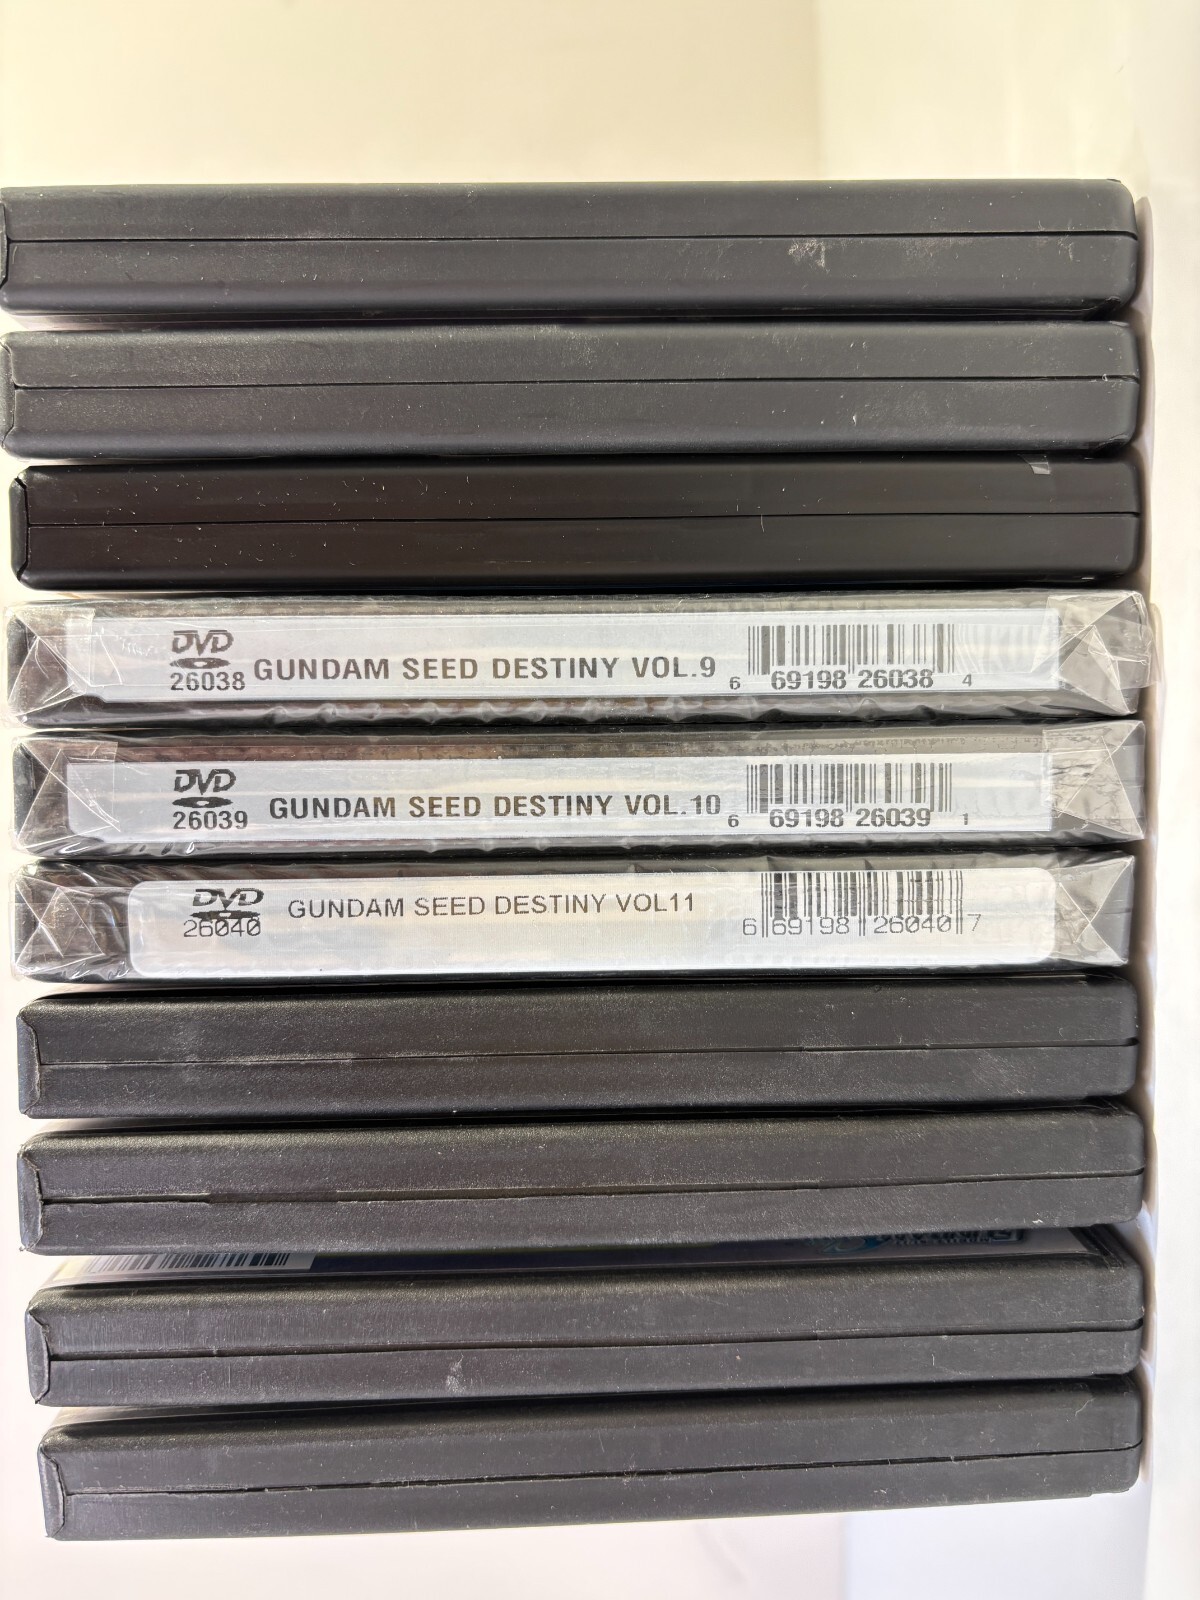 DVD
26038 GUNDAM SEED DESTINY VOL.9
6 69198 26038 4
DVD
26039 GUNDAM SEED DESTINY VOL.10
6 69198 26039 1
DVD
26040 GUNDAM SEED DESTINY VOL11
6 69198 26040 7